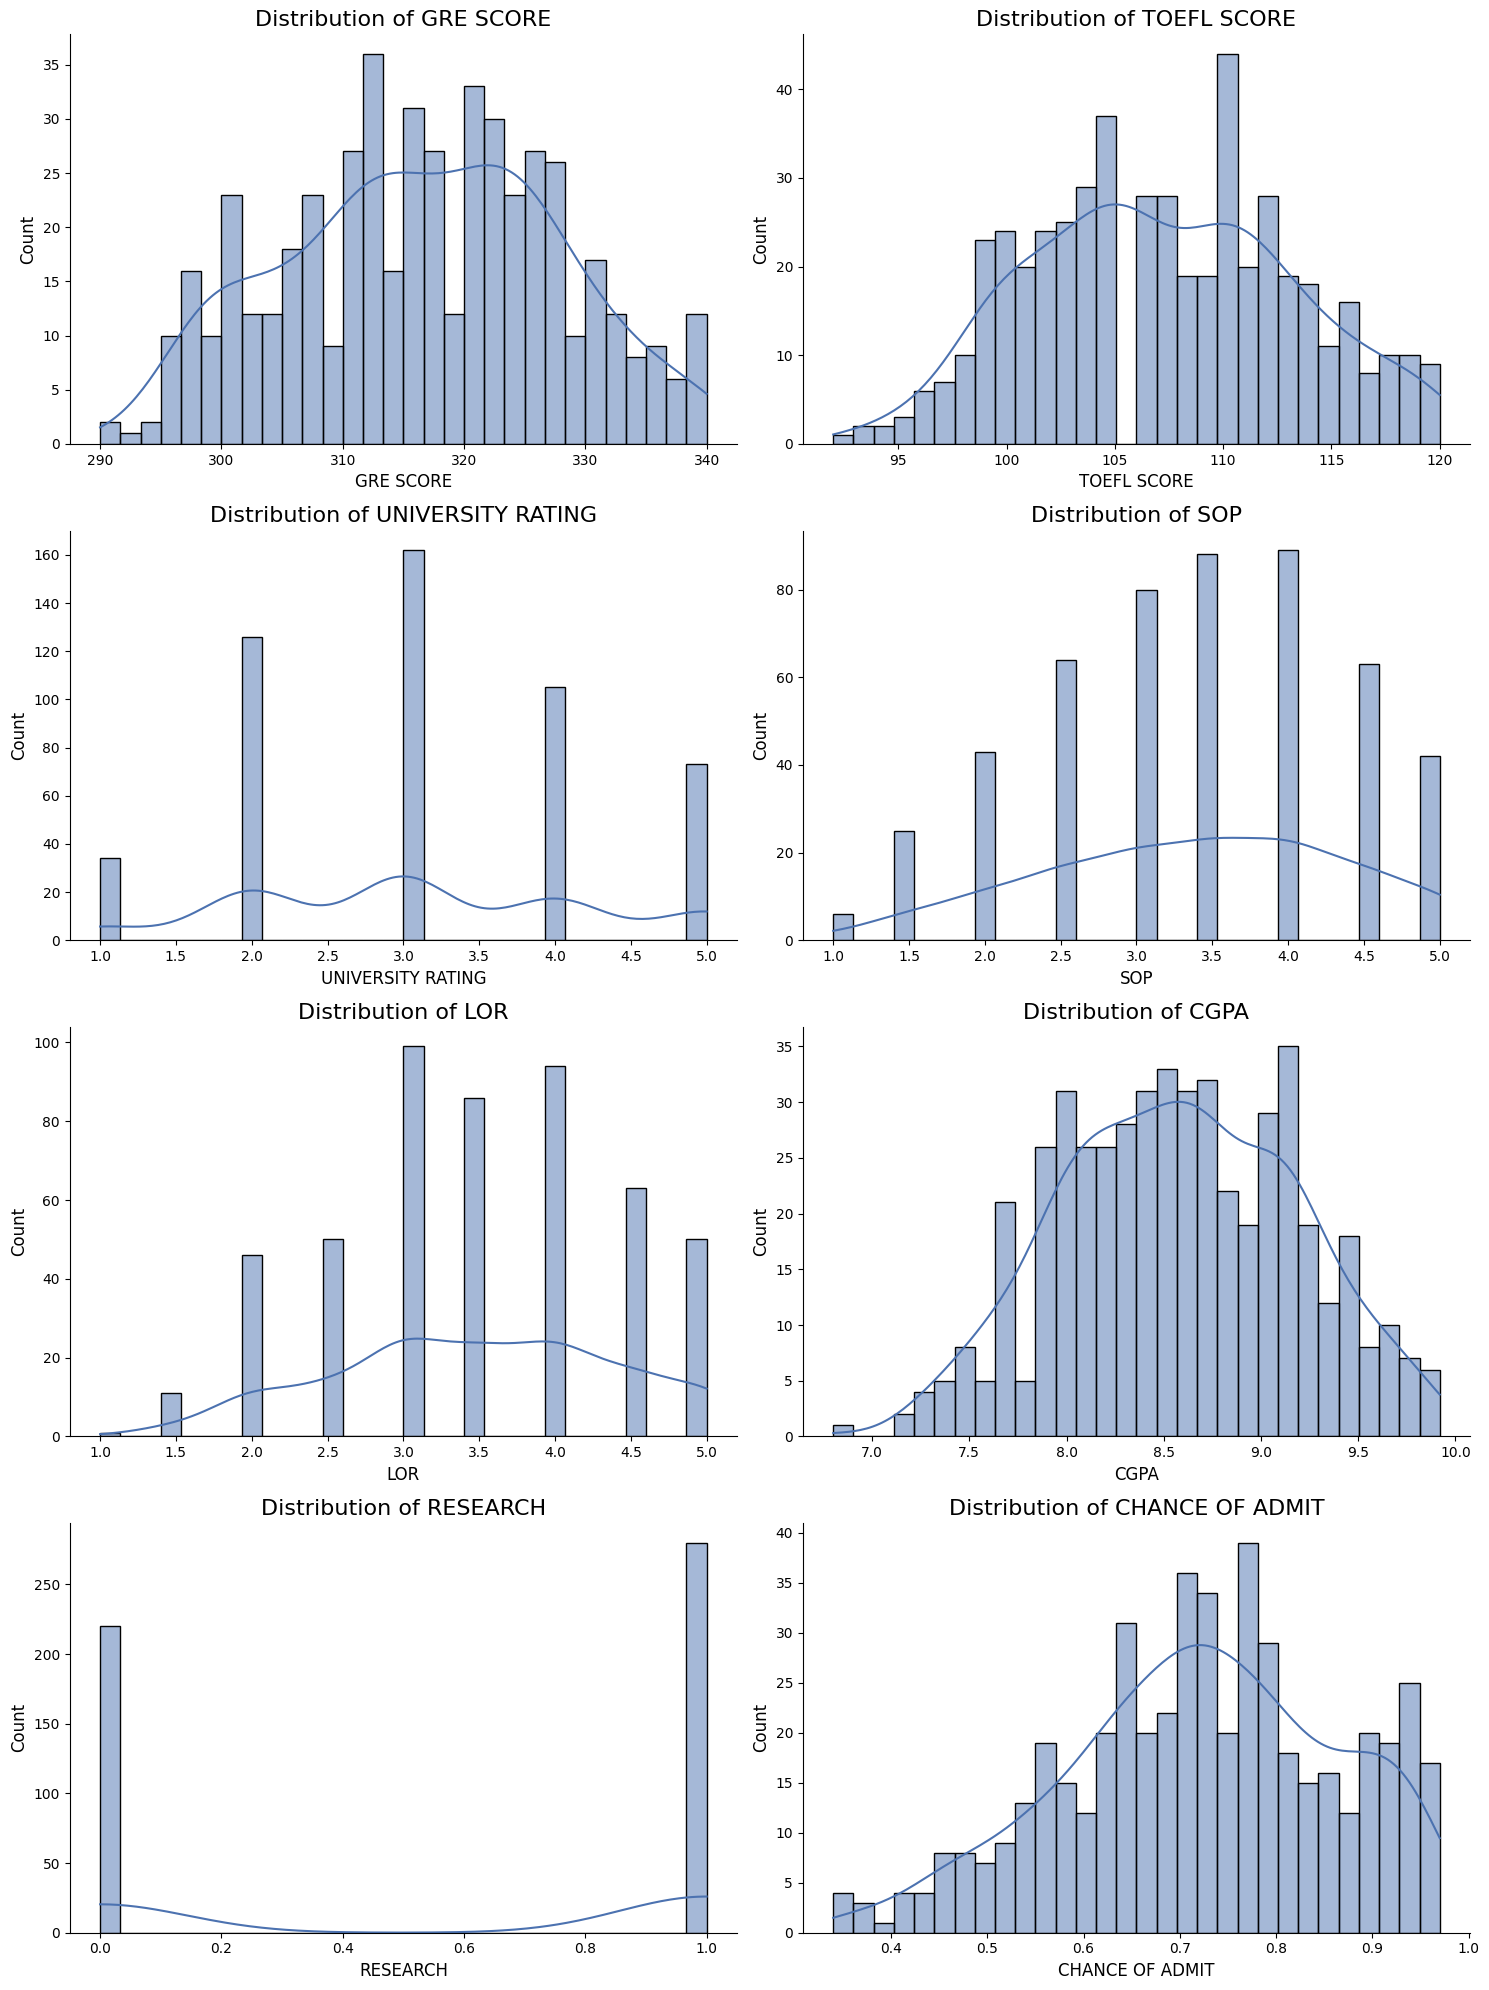 Distribution of GRE SCORE
Count
35
30
25
20
15
10
5
0
290 300 310 320 330 340
GRE SCORE
Distribution of TOEFL SCORE
Count
40
30
20
10
0
95 100 105 110 115 120
TOEFL SCORE
Distribution of UNIVERSITY RATING
Count
160
140
120
100
80
60
40
20
0
1.0 1.5 2.0 2.5 3.0 3.5 4.0 4.5 5.0
UNIVERSITY RATING
Distribution of SOP
Count
80
60
40
20
0
1.0 1.5 2.0 2.5 3.0 3.5 4.0 4.5 5.0
SOP
Distribution of LOR
Count
100
80
60
40
20
0
1.0 1.5 2.0 2.5 3.0 3.5 4.0 4.5 5.0
LOR
Distribution of CGPA
Count
35
30
25
20
15
10
5
0
7.0 7.5 8.0 8.5 9.0 9.5 10.0
CGPA
Distribution of RESEARCH
Count
250
200
150
100
50
0
0.0 0.2 0.4 0.6 0.8 1.0
RESEARCH
Distribution of CHANCE OF ADMIT
Count
40
35
30
25
20
15
10
5
0
0.4 0.5 0.6 0.7 0.8 0.9 1.0
CHANCE OF ADMIT